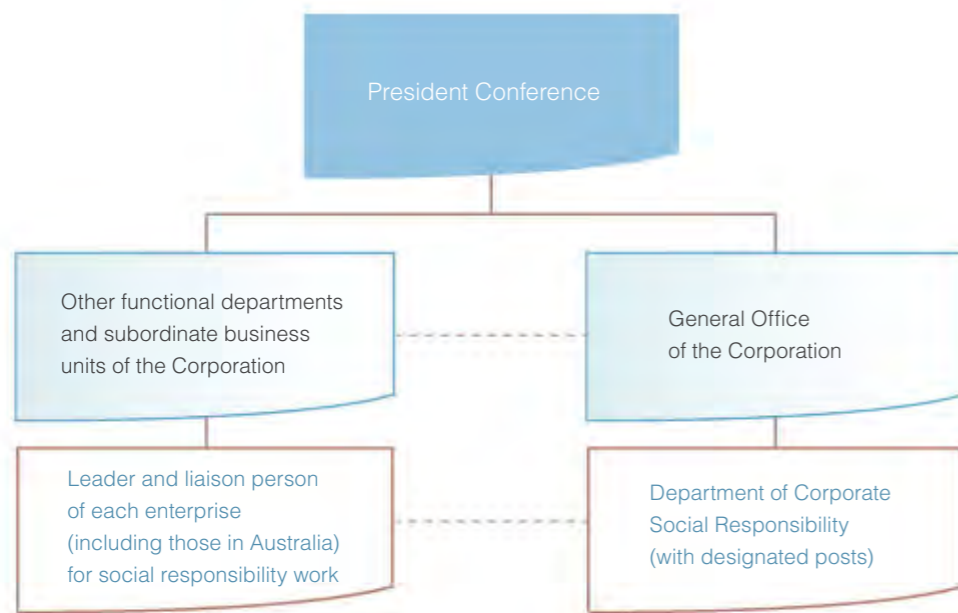 President Conference
Other functional departments
and subordinate business
units of the Corporation
General Office
of the Corporation
Leader and liaison person
of each enterprise
(including those in Australia)
for social responsibility work
Department of Corporate
Social Responsibility
(with designated posts)